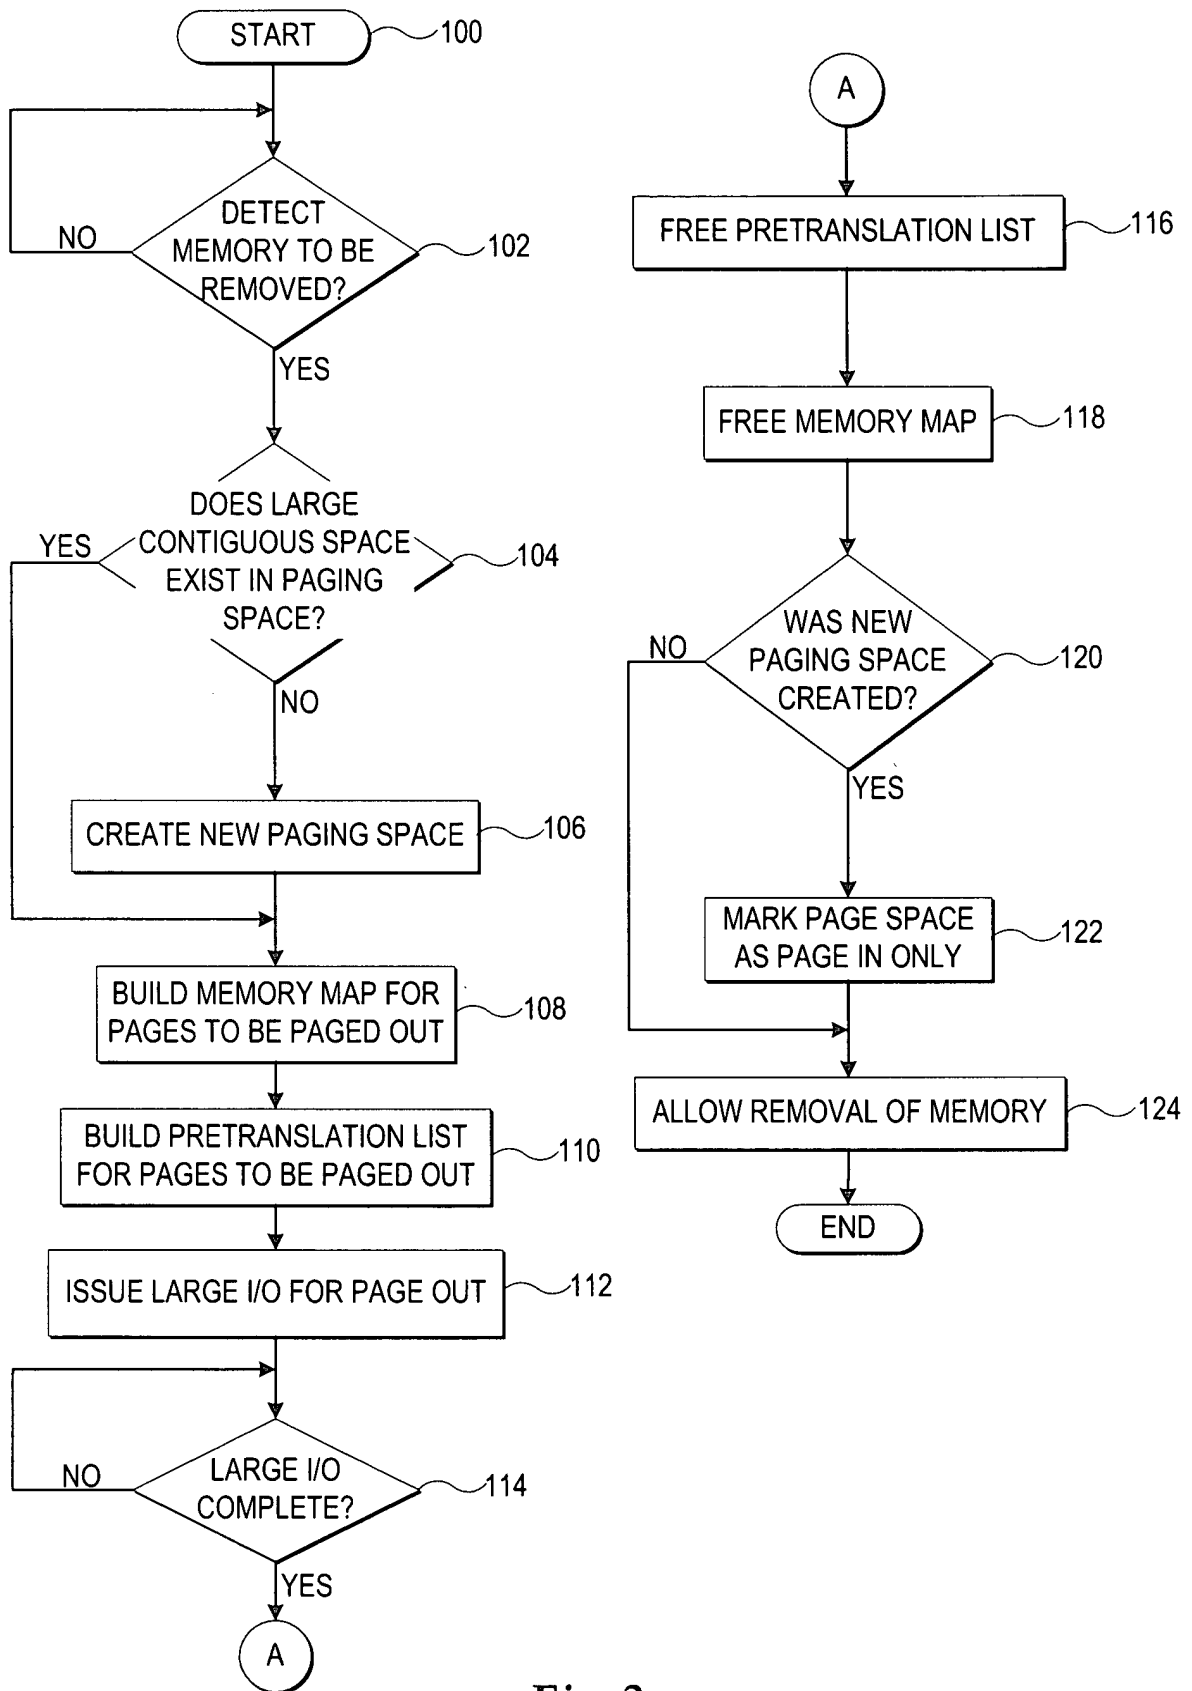 START
100
DETECT
MEMORY TO BE
REMOVED?
102
NO
YES
DOES LARGE
CONTIGUOUS SPACE
EXIST IN PAGING
SPACE?
104
YES
NO
CREATE NEW PAGING SPACE
106
BUILD MEMORY MAP FOR
PAGES TO BE PAGED OUT
108
BUILD PRETRANSLATION LIST
FOR PAGES TO BE PAGED OUT
110
ISSUE LARGE I/O FOR PAGE OUT
112
LARGE I/O
COMPLETE?
114
NO
YES
A
A
FREE PRETRANSLATION LIST
116
FREE MEMORY MAP
118
WAS NEW
PAGING SPACE
CREATED?
120
NO
YES
MARK PAGE SPACE
AS PAGE IN ONLY
122
ALLOW REMOVAL OF MEMORY
124
END